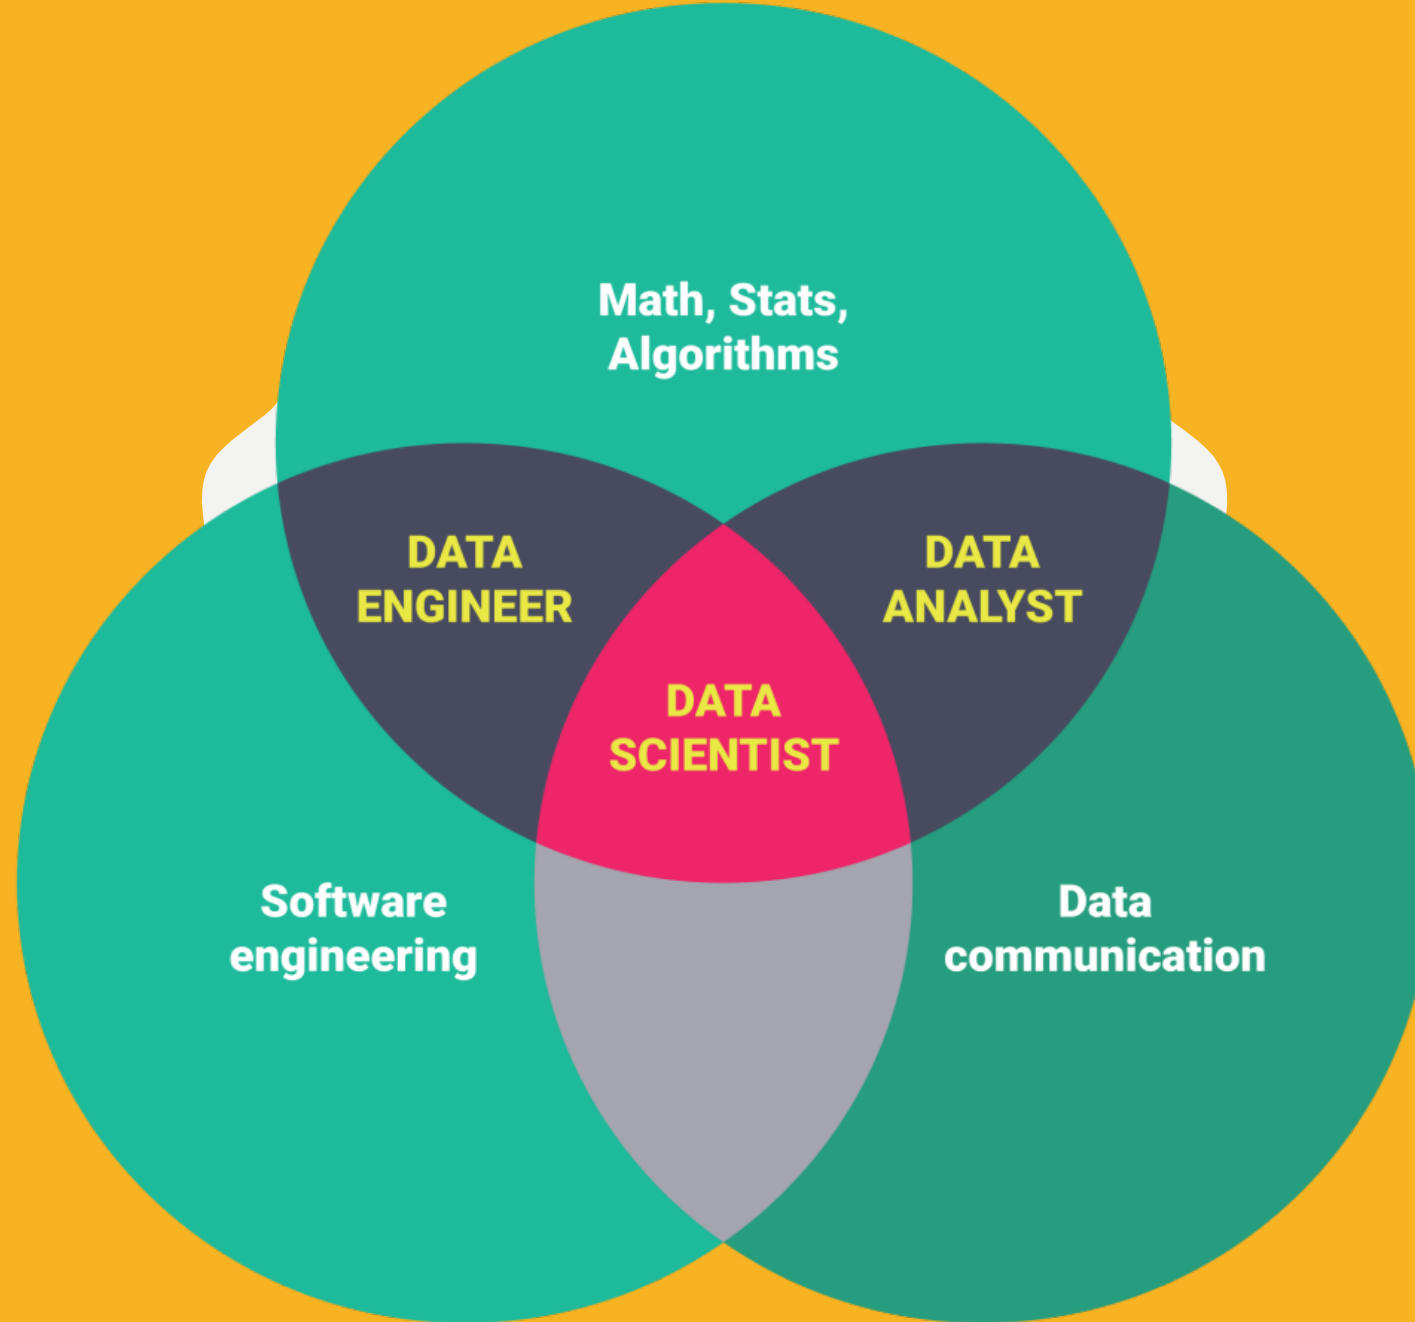 Math, Stats,
Algorithms
DATA
ENGINEER
DATA
ANALYST
DATA
SCIENTIST
Software
engineering
Data
communication